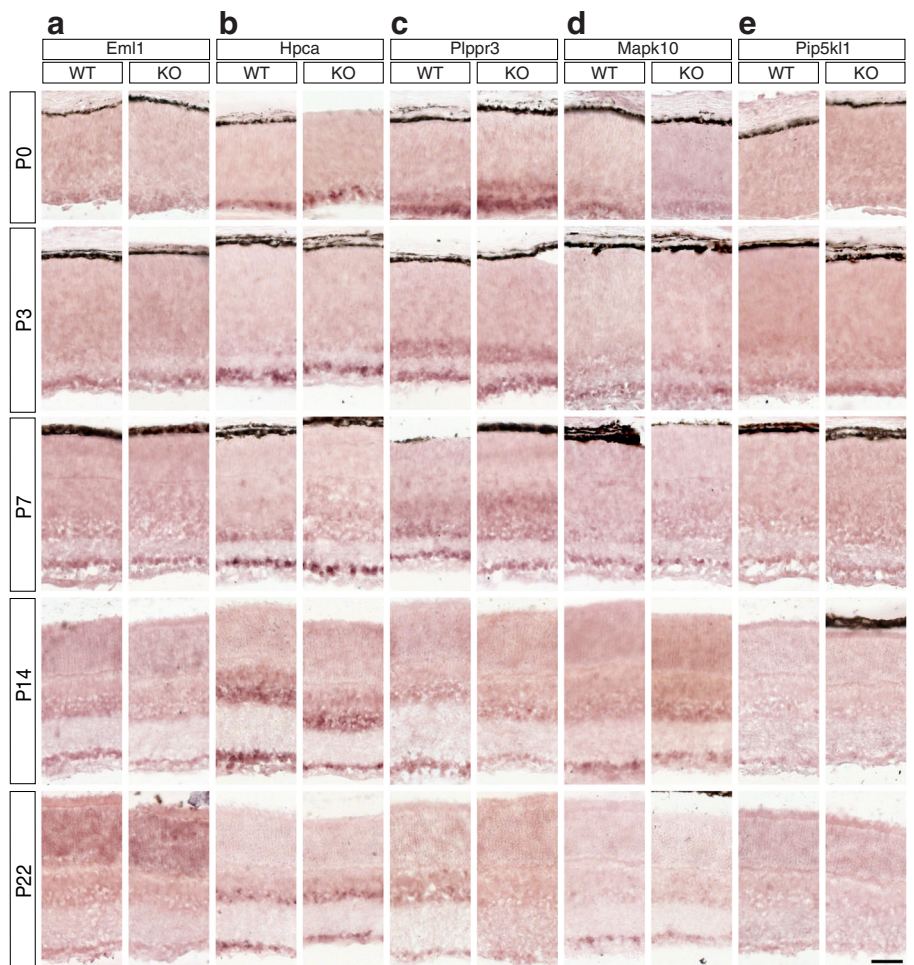 a b c d e
Eml1 Hpca Plppr3 Mapk10 Pip5kl1
WT KO WT KO WT KO WT KO WT KO
P0
P3
P7
P14
P22